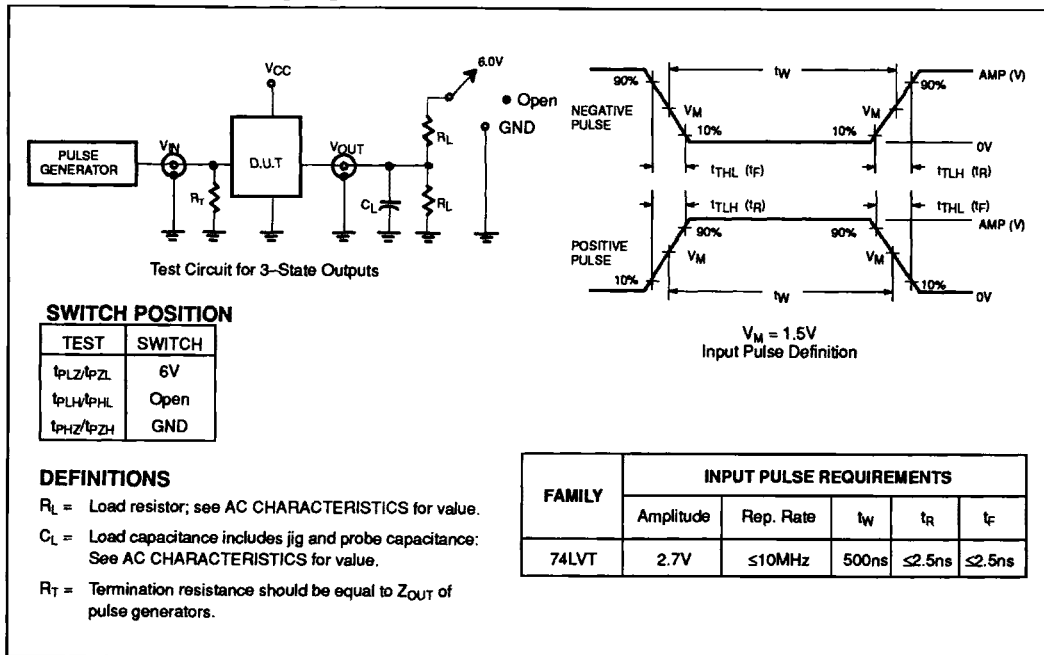 VCC
6.0V
Open
GND
PULSE GENERATOR
VIN
D.U.T
VOUT
RT
CL
RL
RL
Test Circuit for 3–State Outputs
NEGATIVE PULSE
90%
tW
90%
AMP (V)
VM
VM
10%
10%
0V
tTHL (tF)
tTLH (tR)
tTLH (tR)
tTHL (tF)
AMP (V)
POSITIVE PULSE
90%
90%
VM
VM
10%
10%
tW
0V
VM = 1.5V
Input Pulse Definition
SWITCH POSITION
TEST SWITCH
tPLZ/tPZL 6V
tPLH/tPHL Open
tPHZ/tPZH GND
DEFINITIONS
RL = Load resistor; see AC CHARACTERISTICS for value.
CL = Load capacitance includes jig and probe capacitance:
See AC CHARACTERISTICS for value.
RT = Termination resistance should be equal to ZOUT of
pulse generators.
FAMILY INPUT PULSE REQUIREMENTS
Amplitude Rep. Rate tW tR tF
74LVT 2.7V ≤10MHz 500ns ≤2.5ns ≤2.5ns